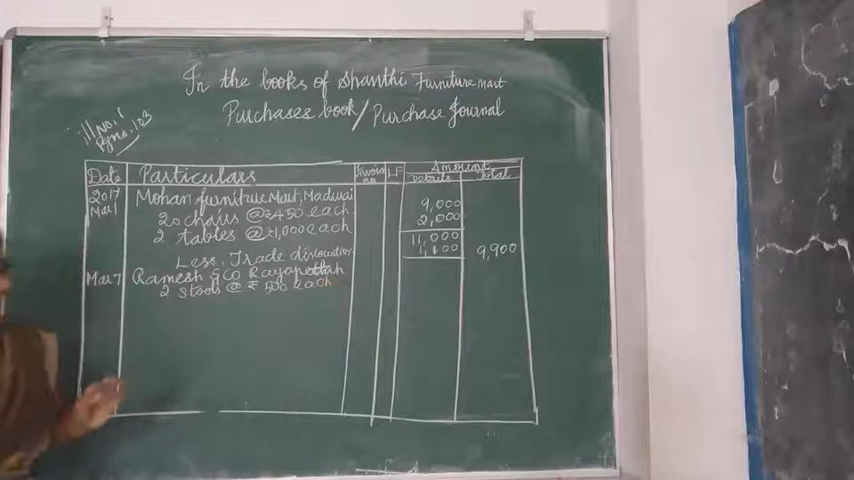 In the books of Shanthi Furniture mart
Purchases book / Purchase Journal
ill No. 1
Pg no. 103
Date Particulars Invoice no LF Amount
Details Total
2017 Mohan furniture Mart, Madurai
Mar 1 20 chairs @ ₹450 each 9,000
2 tables @ ₹1,000 each 2,000
11,000
Less, Trade discount 1,100 9,900
Mar 7 Ramesh & Co Rayapettah
2 stools @ ₹ 500 each